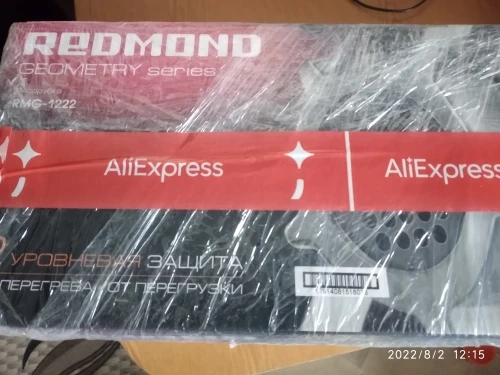 REDMOND
GEOMETRY series
RMG-1222
AliExpress
AliExpress
УРОВНЕВАЯ ЗАЩИТА
ПЕРЕГРЕВА ОТ ПЕРЕГРУЗКИ
2022/8/2 12:15